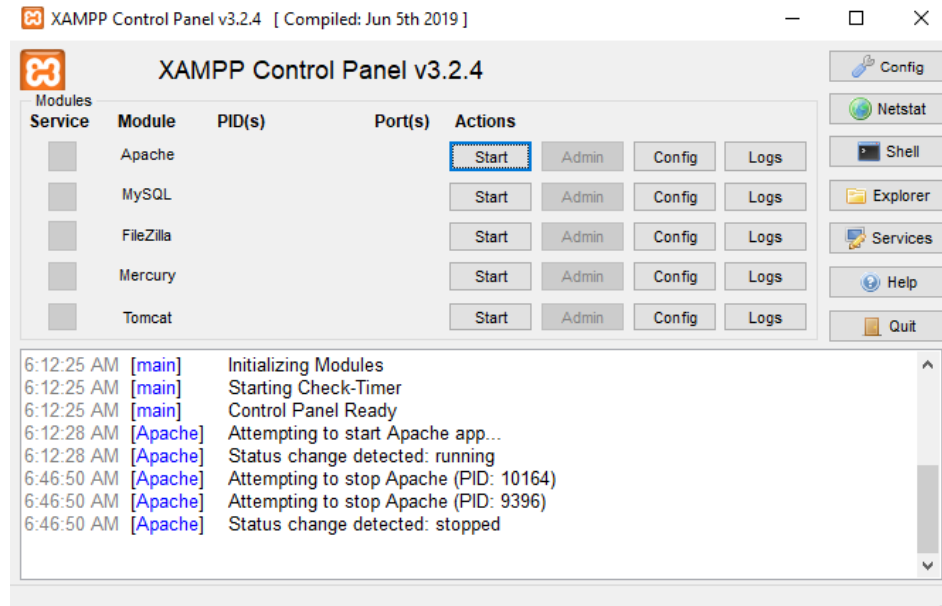 XAMPP Control Panel v3.2.4 [ Compiled: Jun 5th 2019 ]
XAMPP Control Panel v3.2.4
Config
Modules
Service Module PID(s) Port(s) Actions
Netstat
Apache Start Admin Config Logs
Shell
MySQL Start Admin Config Logs
Explorer
FileZilla Start Admin Config Logs
Services
Mercury Start Admin Config Logs
Help
Tomcat Start Admin Config Logs
Quit
6:12:25 AM [main] Initializing Modules
6:12:25 AM [main] Starting Check-Timer
6:12:25 AM [main] Control Panel Ready
6:12:28 AM [Apache] Attempting to start Apache app...
6:12:28 AM [Apache] Status change detected: running
6:46:50 AM [Apache] Attempting to stop Apache (PID: 10164)
6:46:50 AM [Apache] Attempting to stop Apache (PID: 9396)
6:46:50 AM [Apache] Status change detected: stopped